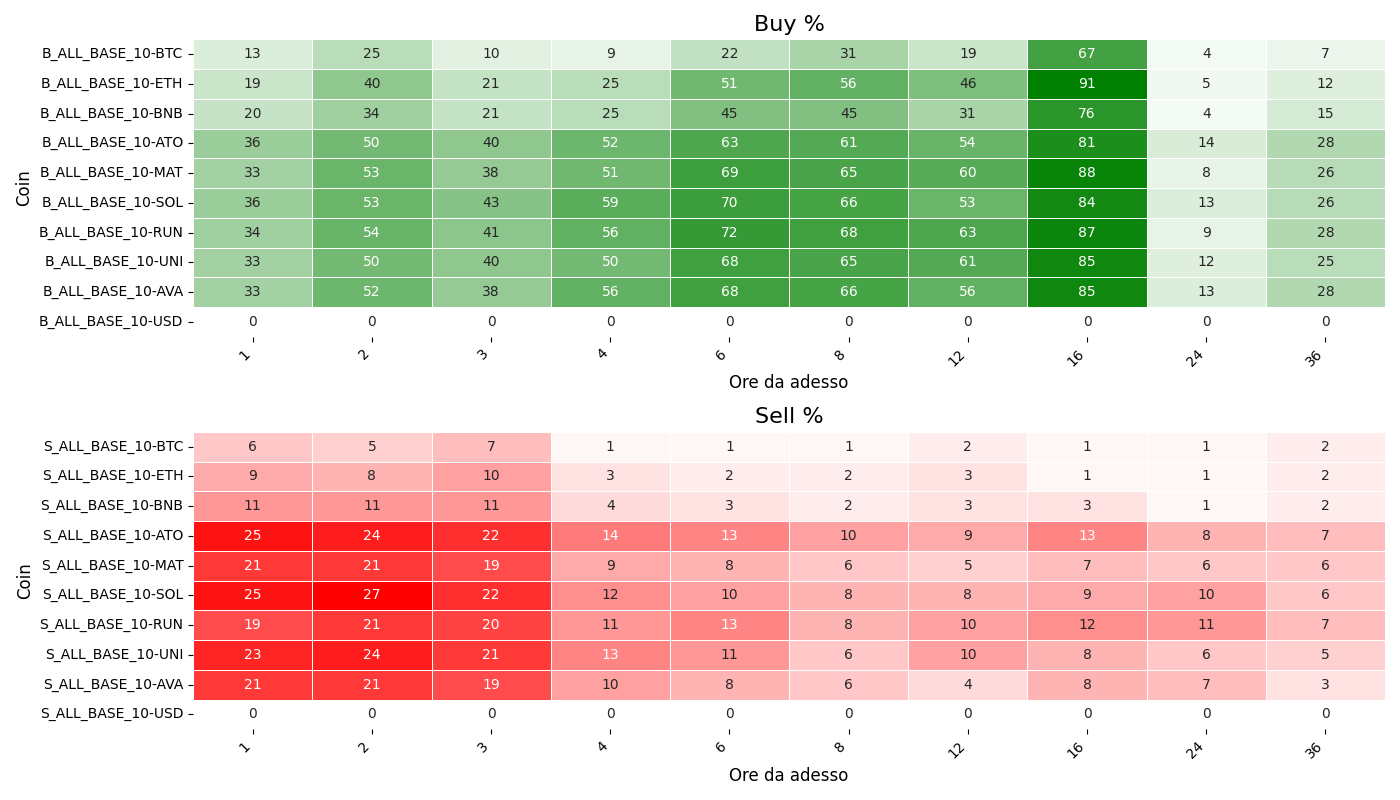 Buy %
Coin
B_ALL_BASE_10-BTC 13 25 10 9 22 31 19 67 4 7
B_ALL_BASE_10-ETH 19 40 21 25 51 56 46 91 5 12
B_ALL_BASE_10-BNB 20 34 21 25 45 45 31 76 4 15
B_ALL_BASE_10-ATO 36 50 40 52 63 61 54 81 14 28
B_ALL_BASE_10-MAT 33 53 38 51 69 65 60 88 8 26
B_ALL_BASE_10-SOL 36 53 43 59 70 66 53 84 13 26
B_ALL_BASE_10-RUN 34 54 41 56 72 68 63 87 9 28
B_ALL_BASE_10-UNI 33 50 40 50 68 65 61 85 12 25
B_ALL_BASE_10-AVA 33 52 38 56 68 66 56 85 13 28
B_ALL_BASE_10-USD 0 0 0 0 0 0 0 0 0 0
1 2 3 4 6 8 12 16 24 36
Ore da adesso
Sell %
Coin
S_ALL_BASE_10-BTC 6 5 7 1 1 1 2 1 1 2
S_ALL_BASE_10-ETH 9 8 10 3 2 2 3 1 1 2
S_ALL_BASE_10-BNB 11 11 11 4 3 2 3 3 1 2
S_ALL_BASE_10-ATO 25 24 22 14 13 10 9 13 8 7
S_ALL_BASE_10-MAT 21 21 19 9 8 6 5 7 6 6
S_ALL_BASE_10-SOL 25 27 22 12 10 8 8 9 10 6
S_ALL_BASE_10-RUN 19 21 20 11 13 8 10 12 11 7
S_ALL_BASE_10-UNI 23 24 21 13 11 6 10 8 6 5
S_ALL_BASE_10-AVA 21 21 19 10 8 6 4 8 7 3
S_ALL_BASE_10-USD 0 0 0 0 0 0 0 0 0 0
1 2 3 4 6 8 12 16 24 36
Ore da adesso